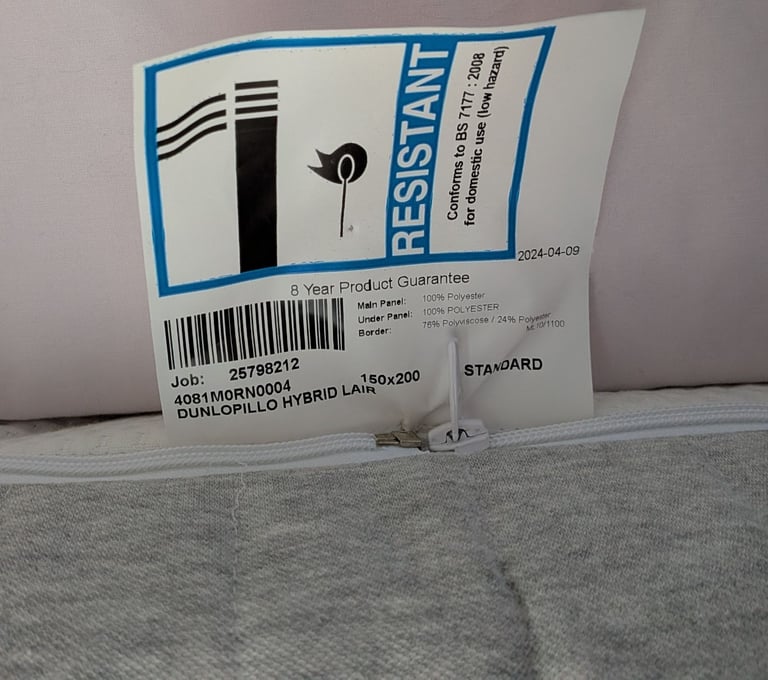 RESISTANT
Conforms to BS 7177 : 2008
for domestic use (low hazard)
2024-04-09
8 Year Product Guarantee
Main Panel: 100% Polyester
Under Panel: 100% POLYESTER
Border: 76% Polyviscose / 24% Polyester
ML10/1100
Job: 25798212
4081M0RN0004
150x200
STANDARD
DUNLOPILLO HYBRID LAIR